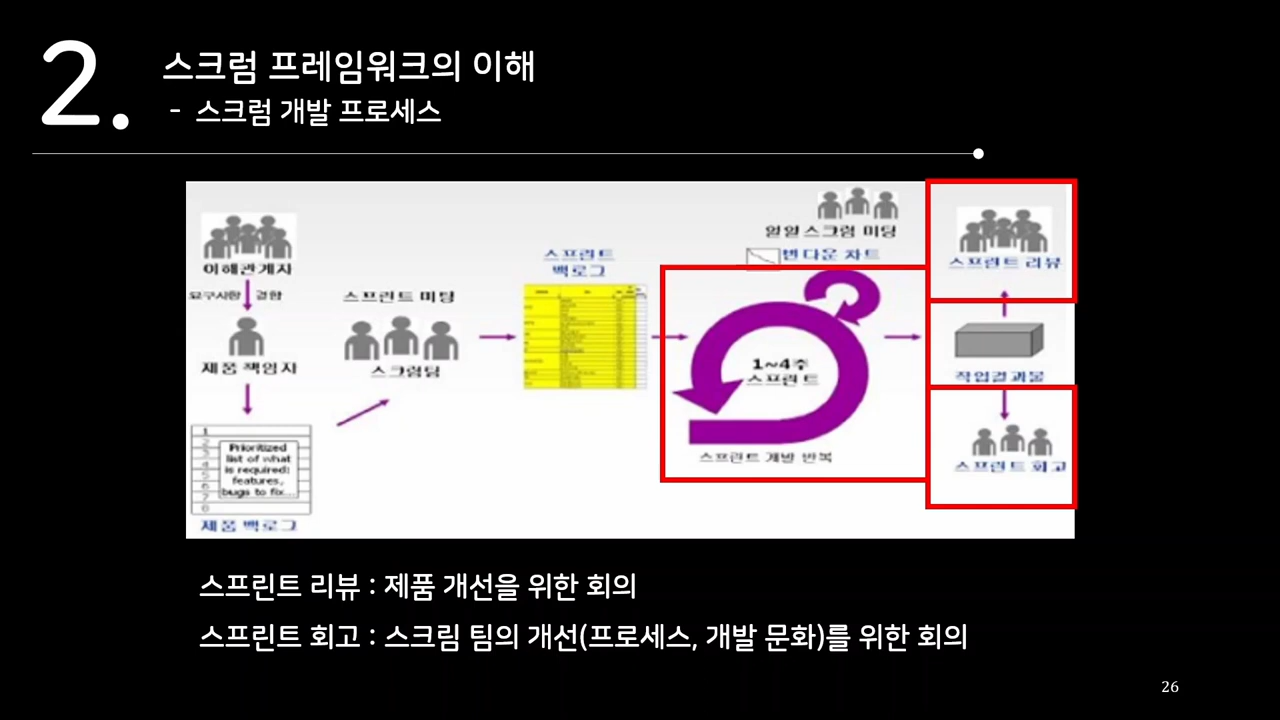 2.
스크럼 프레임워크의 이해
- 스크럼 개발 프로세스
이해관계자
요구사항 결함
제품 책임자
1
2
3
4
5
6
7
8
Prioritized
list of what
is required:
features,
bugs to fix...
제품 백로그
스프린트 미팅
스크럼팀
스프린트
백로그
일일 스크럼 미팅
번 다운 차트
1~4주
스프린트
스프린트 개발 반복
스프린트 리뷰
작업결과물
스프린트 회고
스프린트 리뷰 : 제품 개선을 위한 회의
스프린트 회고 : 스크림 팀의 개선(프로세스, 개발 문화)를 위한 회의
26